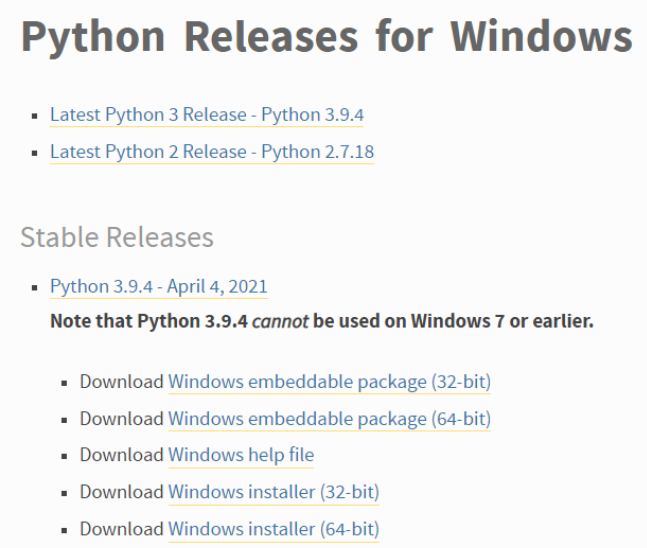 Python Releases for Windows
Latest Python 3 Release - Python 3.9.4
Latest Python 2 Release - Python 2.7.18
Stable Releases
Python 3.9.4 - April 4, 2021
Note that Python 3.9.4 cannot be used on Windows 7 or earlier.
Download Windows embeddable package (32-bit)
Download Windows embeddable package (64-bit)
Download Windows help file
Download Windows installer (32-bit)
Download Windows installer (64-bit)